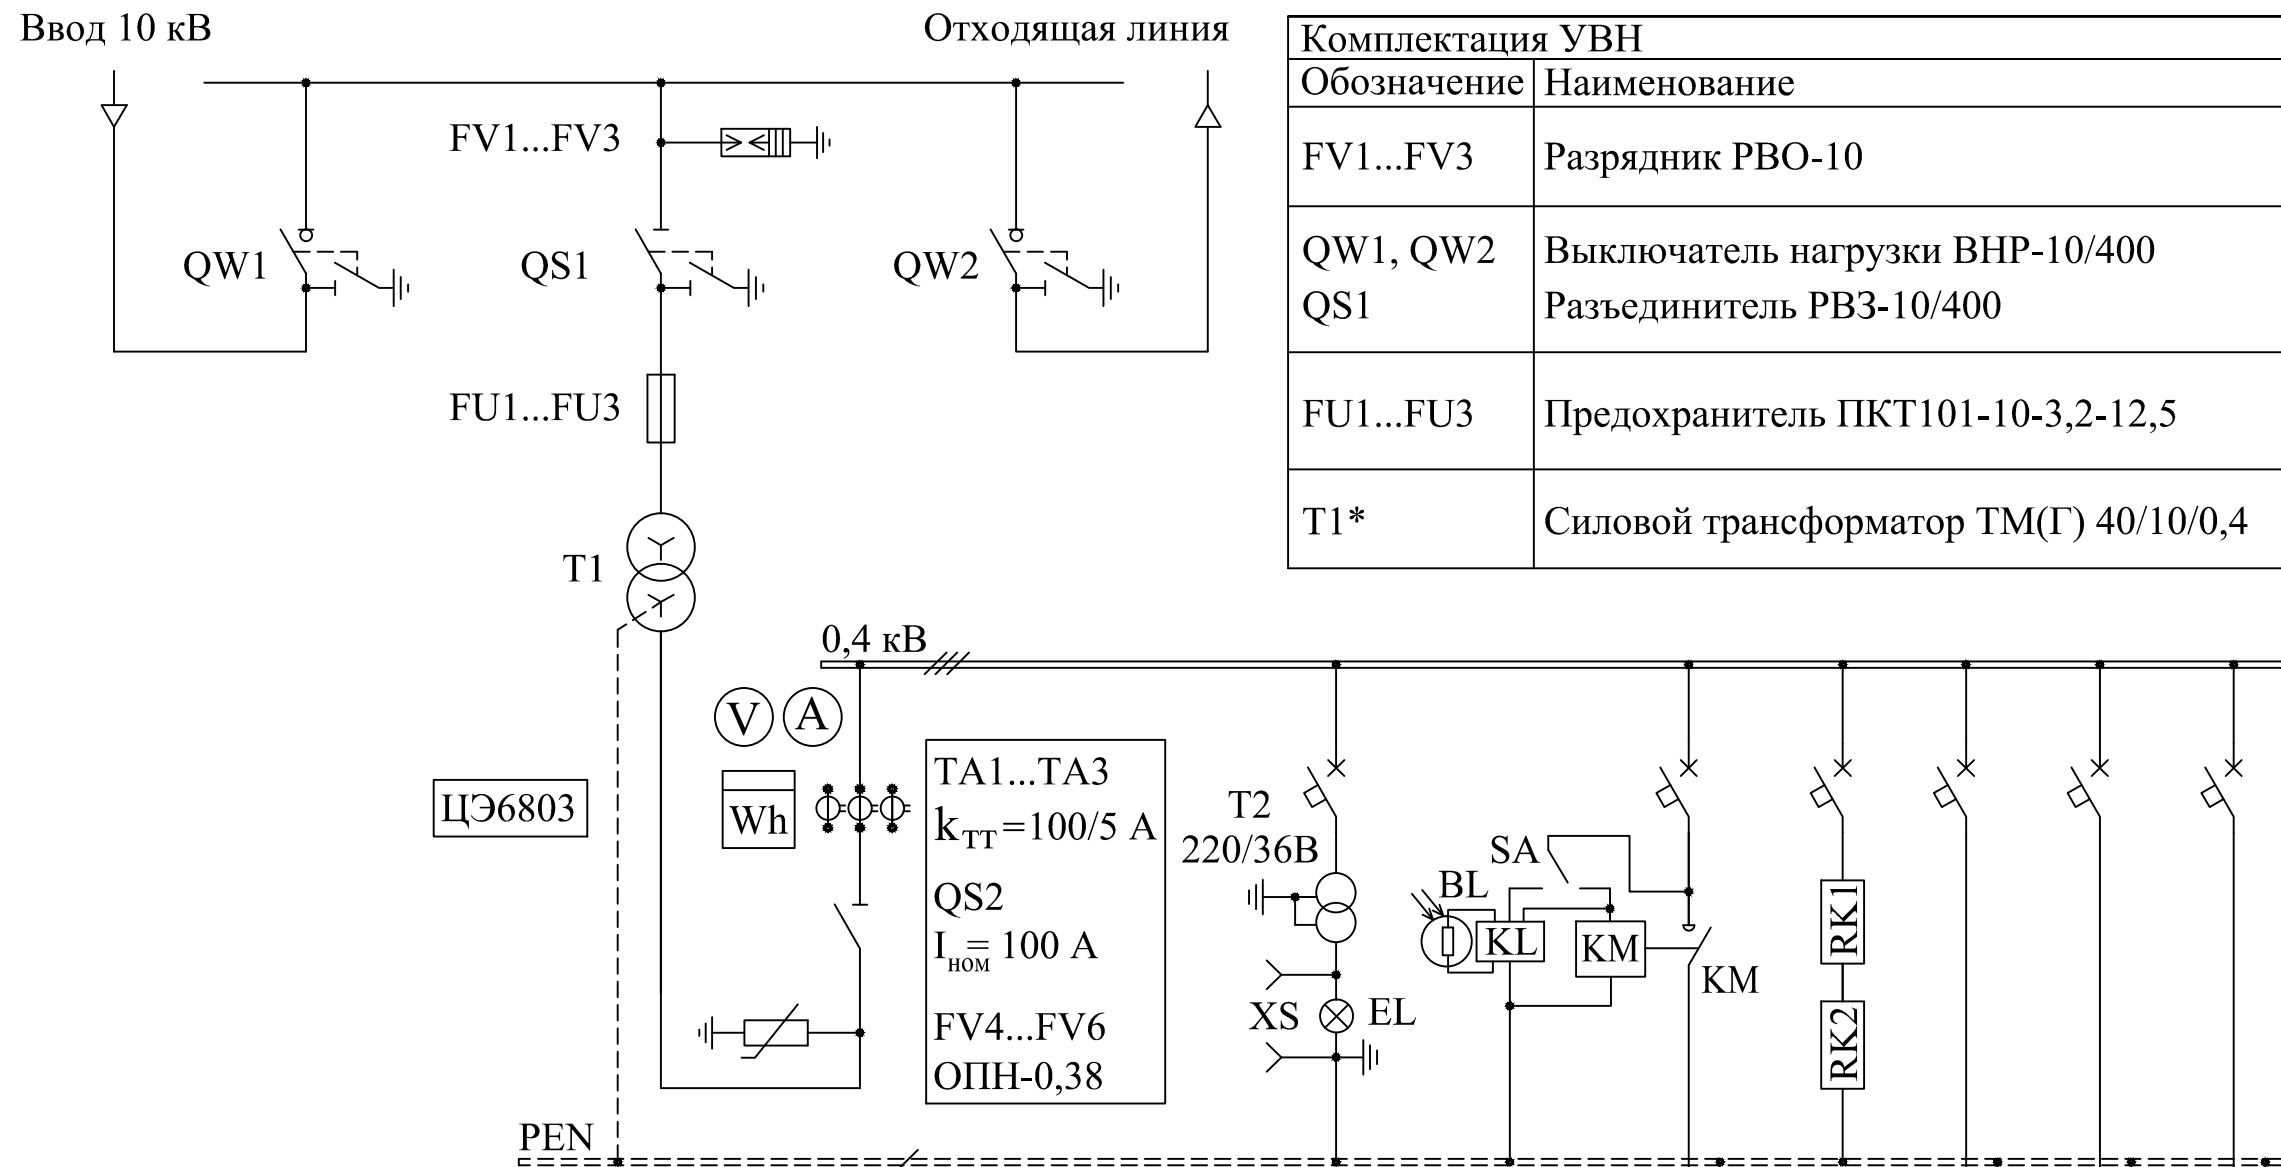 Ввод 10 кВ
Отходящая линия
Комплектация УВН
Обозначение Наименование
FV1...FV3 Разрядник РВО-10
QW1, QW2 Выключатель нагрузки ВНР-10/400
QS1 Разъединитель РВЗ-10/400
FU1...FU3 Предохранитель ПКТ101-10-3,2-12,5
T1* Силовой трансформатор ТМ(Г) 40/10/0,4
FV1...FV3
QW1
QS1
QW2
FU1...FU3
T1
0,4 кВ
V
A
ЦЭ6803
Wh
TA1...TA3
kТТ=100/5 А
QS2
Iном= 100 А
FV4...FV6
ОПН-0,38
T2
220/36В
XS
EL
SA
BL
KL
KM
KM
RK1
RK2
PEN